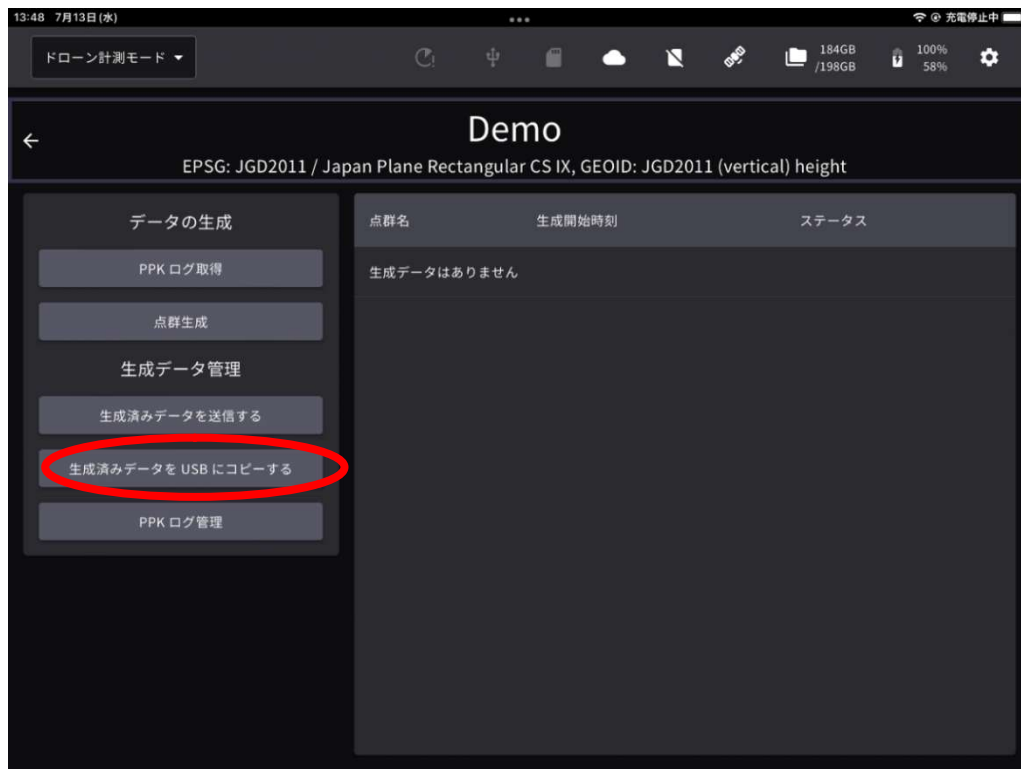 13:48 7月13日(水)
充電停止中
ドローン計測モード
184GB
/198GB
100%
58%
Demo
EPSG: JGD2011 / Japan Plane Rectangular CS IX, GEOID: JGD2011 (vertical) height
データの生成
PPK ログ取得
点群生成
生成データ管理
生成済みデータを送信する
生成済みデータを USB にコピーする
PPK ログ管理
点群名 生成開始時刻 ステータス
生成データはありません